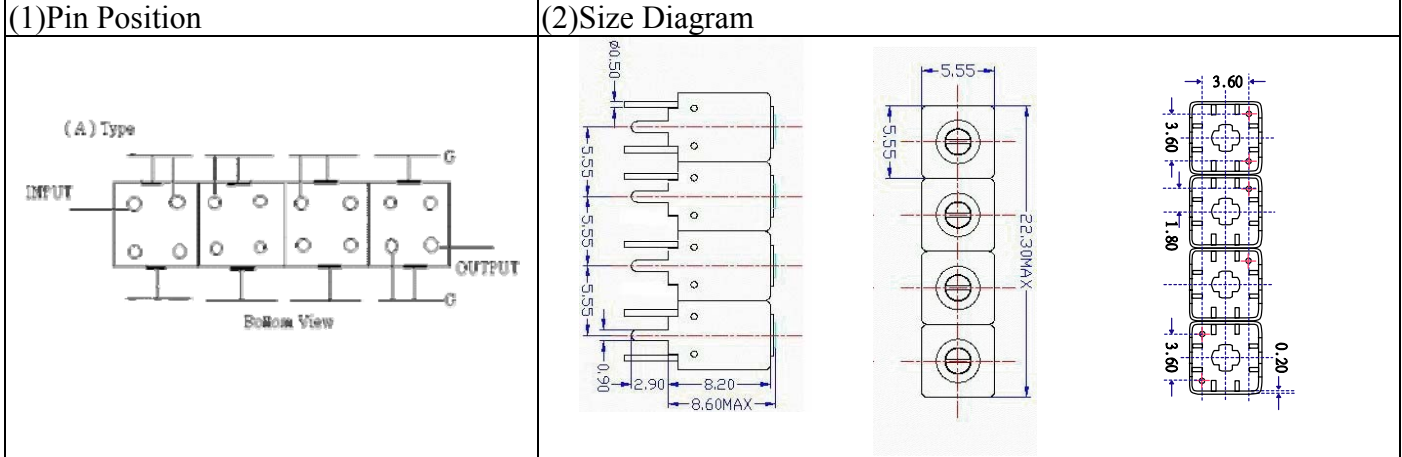 (1)Pin Position
(2)Size Diagram
(A) Type
G
INPUT
OUTPUT
G
Bottom View
ø0.50
5.55
5.55
5.55
0.90
2.90
8.20
8.60MAX
5.55
5.55
22.30MAX
3.60
3.60
1.80
3.60
0.20